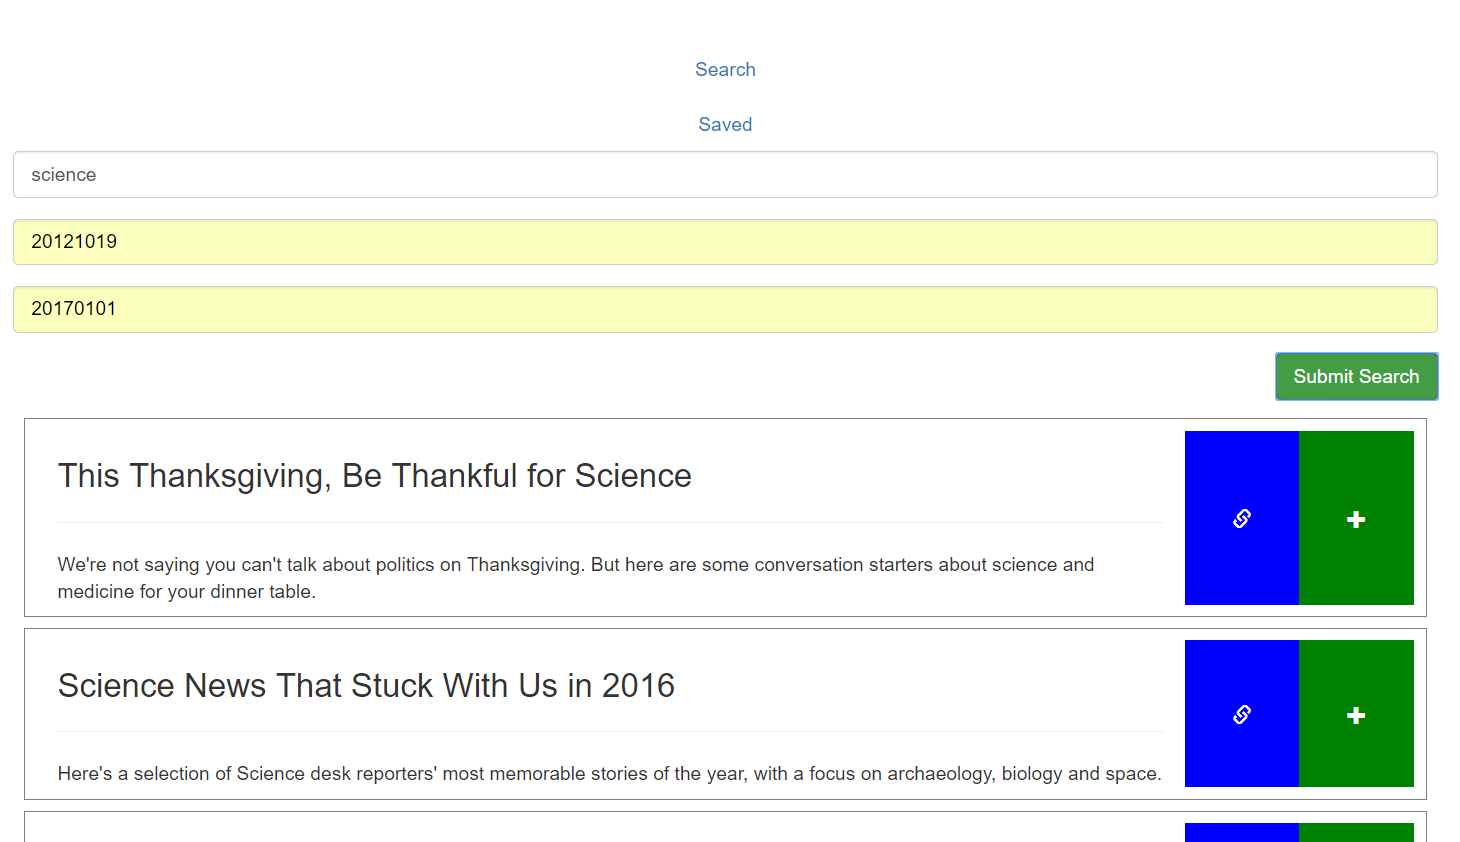 Search
Saved
science
20121019
20170101
Submit Search
This Thanksgiving, Be Thankful for Science
We're not saying you can't talk about politics on Thanksgiving. But here are some conversation starters about science and
medicine for your dinner table.
Science News That Stuck With Us in 2016
Here's a selection of Science desk reporters' most memorable stories of the year, with a focus on archaeology, biology and space.